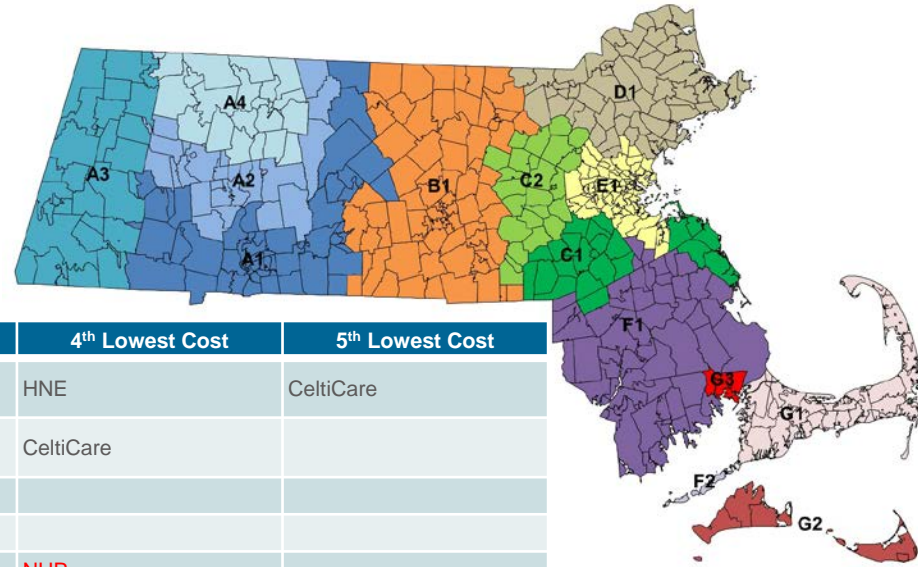 D1
A4
A3
A2
B1
C2
E1
A1
C1
F1
G3
G1
F2
G2
4th Lowest Cost 5th Lowest Cost
HNE CeltiCare
CeltiCare